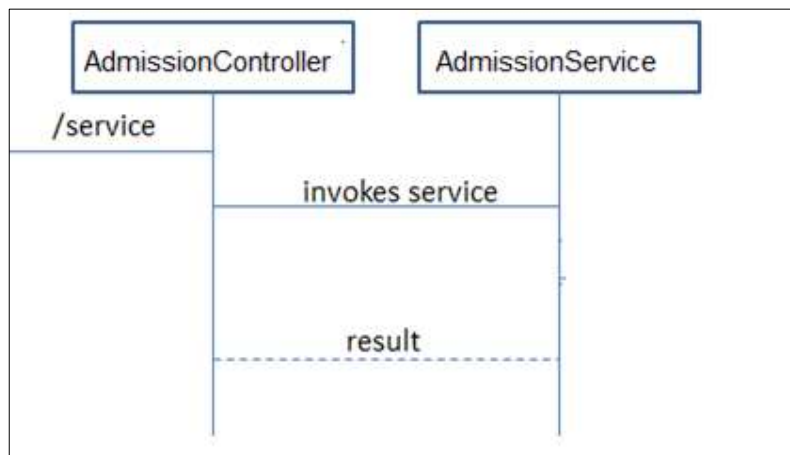 AdmissionController
AdmissionService
/service
invokes service
result